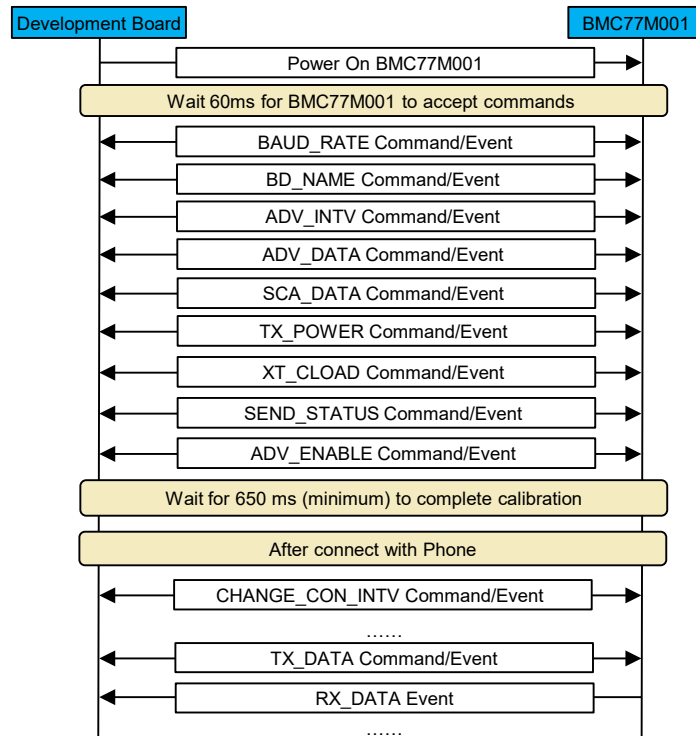 Development Board
BMC77M001
Power On BMC77M001
Wait 60ms for BMC77M001 to accept commands
BAUD_RATE Command/Event
BD_NAME Command/Event
ADV_INTV Command/Event
ADV_DATA Command/Event
SCA_DATA Command/Event
TX_POWER Command/Event
XT_CLOAD Command/Event
SEND_STATUS Command/Event
ADV_ENABLE Command/Event
Wait for 650 ms (minimum) to complete calibration
After connect with Phone
CHANGE_CON_INTV Command/Event
......
TX_DATA Command/Event
RX_DATA Event
......